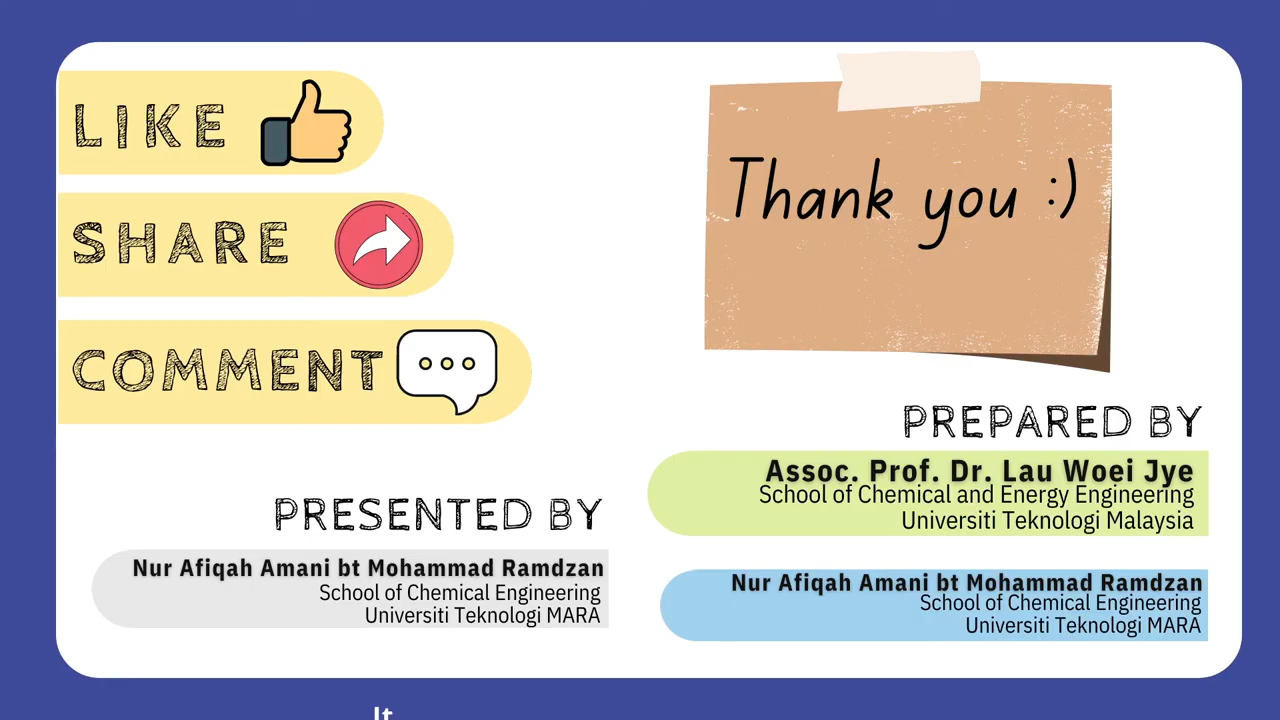 LIKE
SHARE
COMMENT
Thank you :)
PREPARED BY
Assoc. Prof. Dr. Lau Woei Jye
School of Chemical and Energy Engineering
Universiti Teknologi Malaysia
Nur Afiqah Amani bt Mohammad Ramdzan
School of Chemical Engineering
Universiti Teknologi MARA
PRESENTED BY
Nur Afiqah Amani bt Mohammad Ramdzan
School of Chemical Engineering
Universiti Teknologi MARA
It